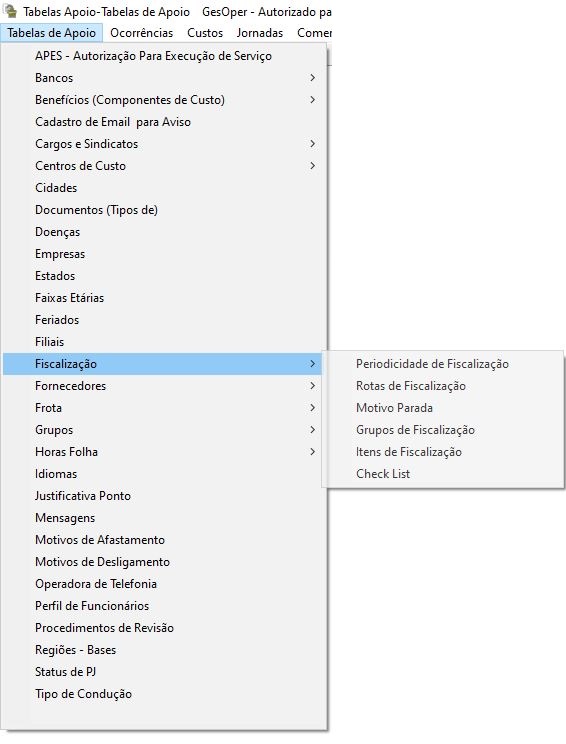 Tabelas Apoio-Tabelas de Apoio GesOper - Autorizado pa
Tabelas de Apoio Ocorrências Custos Jornadas Comer
APES - Autorização Para Execução de Serviço
Bancos
Benefícios (Componentes de Custo)
Cadastro de Email para Aviso
Cargos e Sindicatos
Centros de Custo
Cidades
Documentos (Tipos de)
Doenças
Empresas
Estados
Faixas Etárias
Feriados
Filiais
Fiscalização
Fornecedores
Frota
Grupos
Horas Folha
Idiomas
Justificativa Ponto
Mensagens
Motivos de Afastamento
Motivos de Desligamento
Operadora de Telefonia
Perfil de Funcionários
Procedimentos de Revisão
Regiões - Bases
Status de PJ
Tipo de Condução
Periodicidade de Fiscalização
Rotas de Fiscalização
Motivo Parada
Grupos de Fiscalização
Itens de Fiscalização
Check List